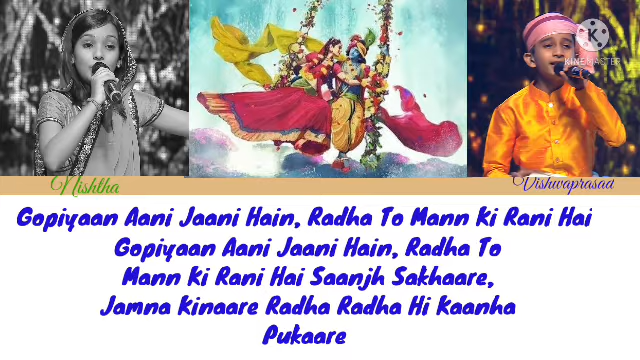 KINEMASTER
Nishtha
Vishwaprasad
Gopiyaan Aani Jaani Hain, Radha To Mann Ki Rani Hai
Gopiyaan Aani Jaani Hain, Radha To
Mann Ki Rani Hai Saanjh Sakhaare,
Jamna Kinaare Radha Radha Hi Kaanha
Pukaare